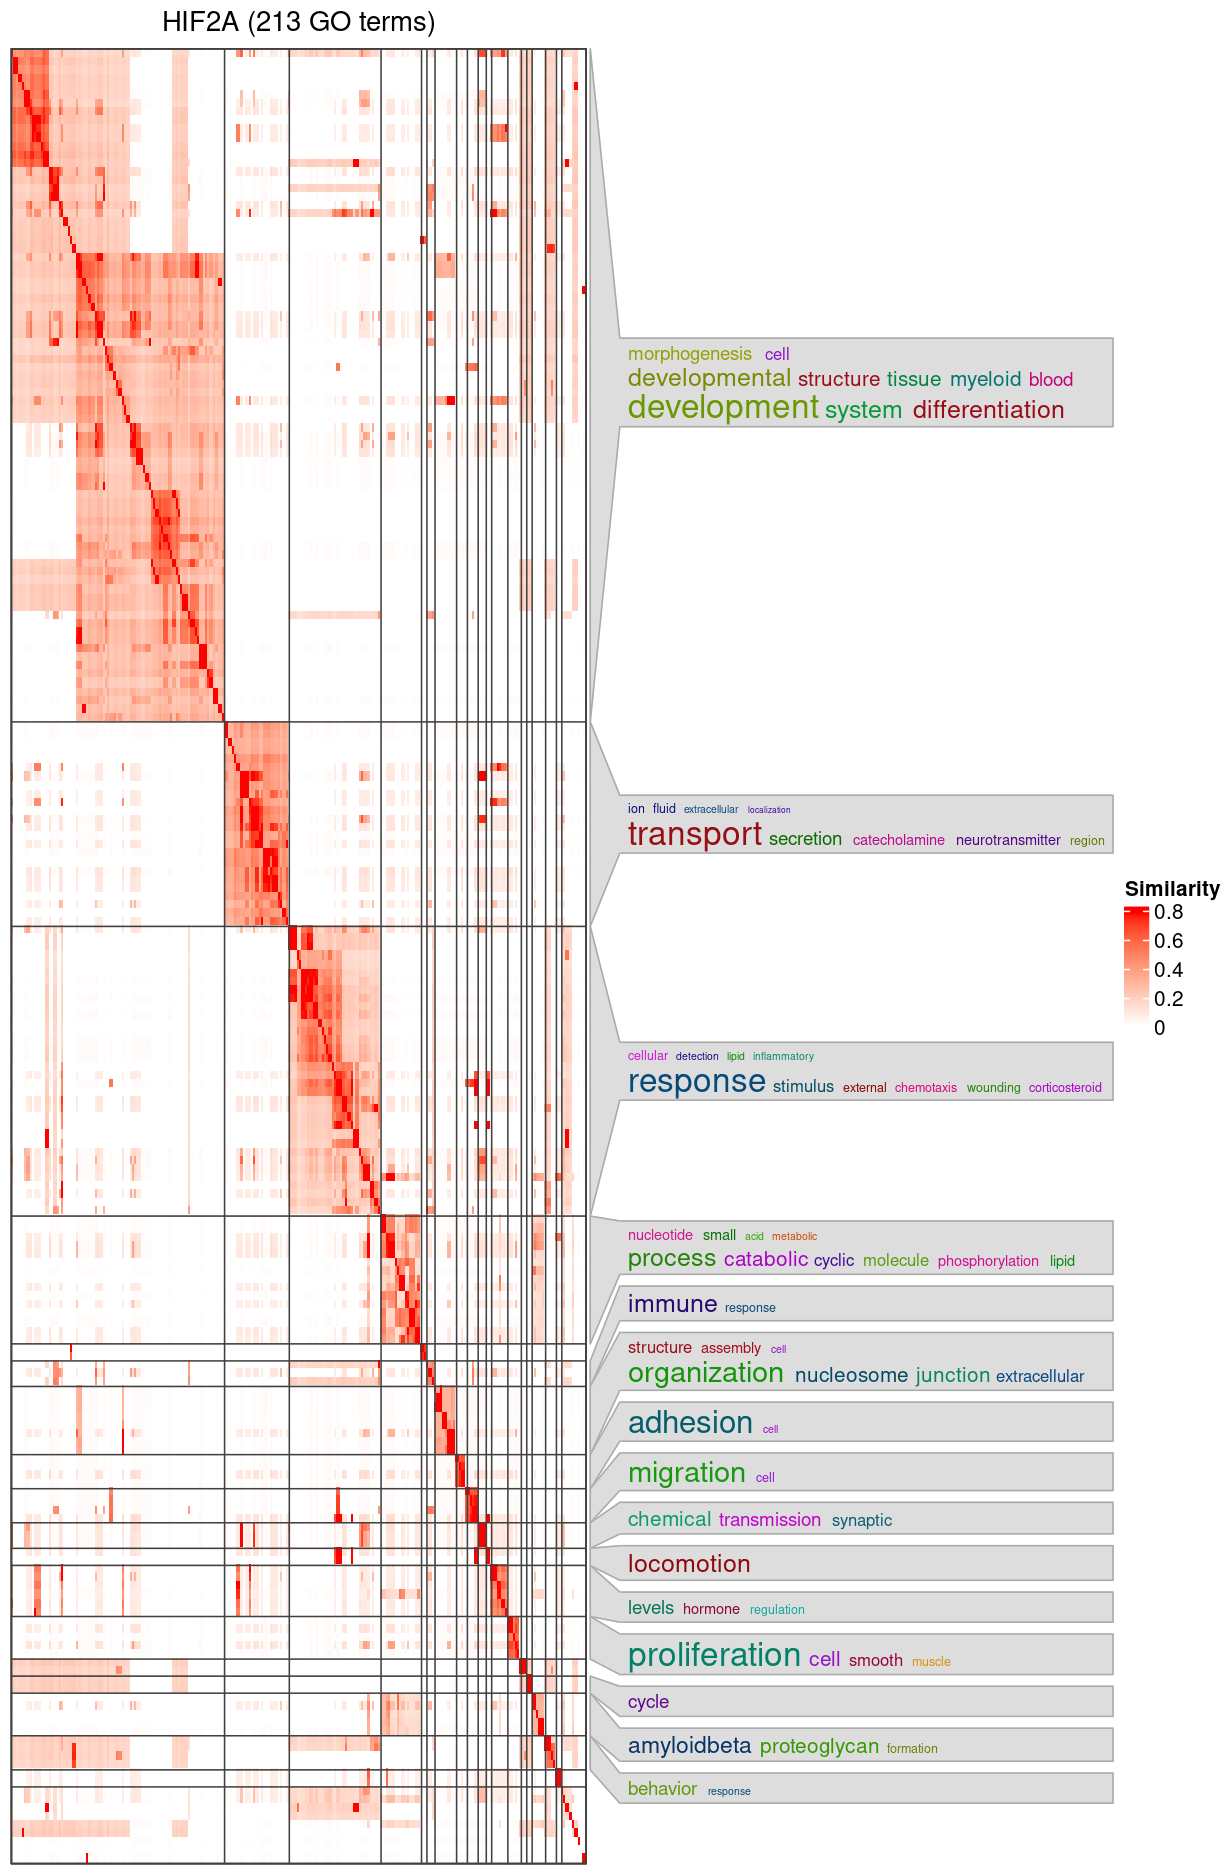 HIF2A (213 GO terms)
morphogenesis cell
developmental structure tissue myeloid blood
development system differentiation
ion fluid extracellular localization
transport secretion catecholamine neurotransmitter region
Similarity
0.8
0.6
0.4
0.2
0
cellular detection lipid inflammatory
response stimulus external chemotaxis wounding corticosteroid
nucleotide small acid metabolic
process catabolic cyclic molecule phosphorylation lipid
immune response
structure assembly cell
organization nucleosome junction extracellular
adhesion cell
migration cell
chemical transmission synaptic
locomotion
levels hormone regulation
proliferation cell smooth muscle
cycle
amyloidbeta proteoglycan formation
behavior response